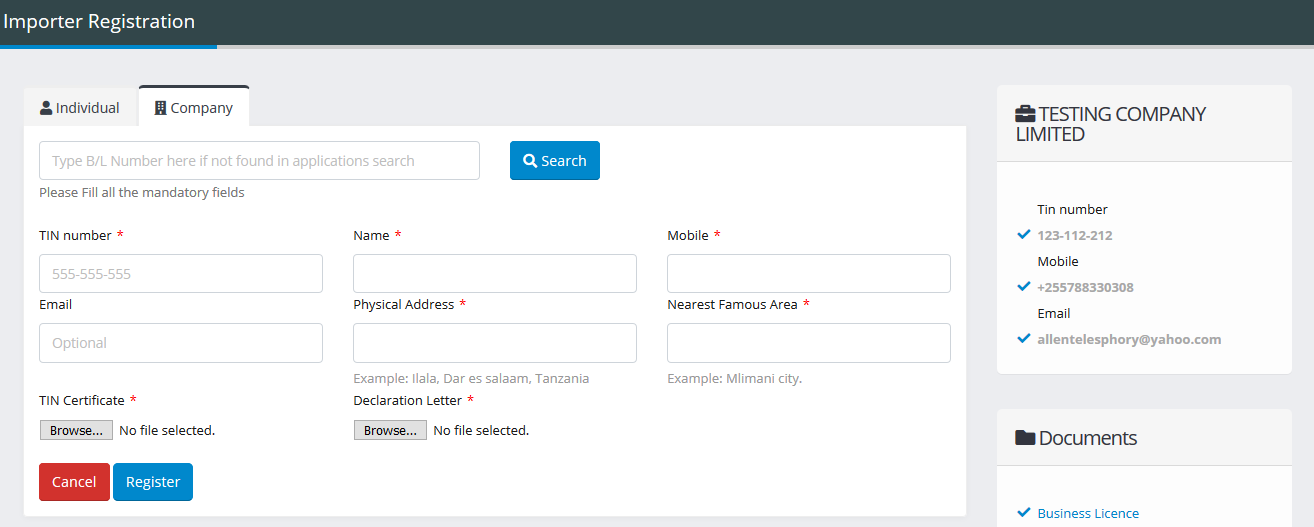 Importer Registration
Individual
Company
Type B/L Number here if not found in applications search
Search
Please Fill all the mandatory fields
TIN number *
Name *
Mobile *
555-555-555
Email
Physical Address *
Nearest Famous Area *
Optional
Example: Ilala, Dar es salaam, Tanzania
Example: Mlimani city.
TIN Certificate *
Declaration Letter *
Browse... No file selected.
Browse... No file selected.
Cancel
Register
TESTING COMPANY
LIMITED
Tin number
123-112-212
Mobile
+255788330308
Email
allentelesphory@yahoo.com
Documents
Business Licence